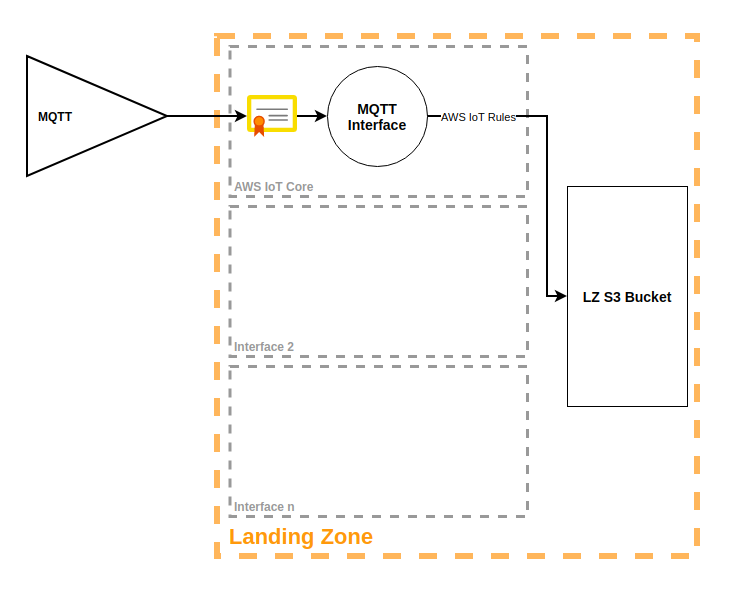 MQTT
MQTT
Interface
AWS IoT Rules
AWS IoT Core
LZ S3 Bucket
Interface 2
Interface n
Landing Zone